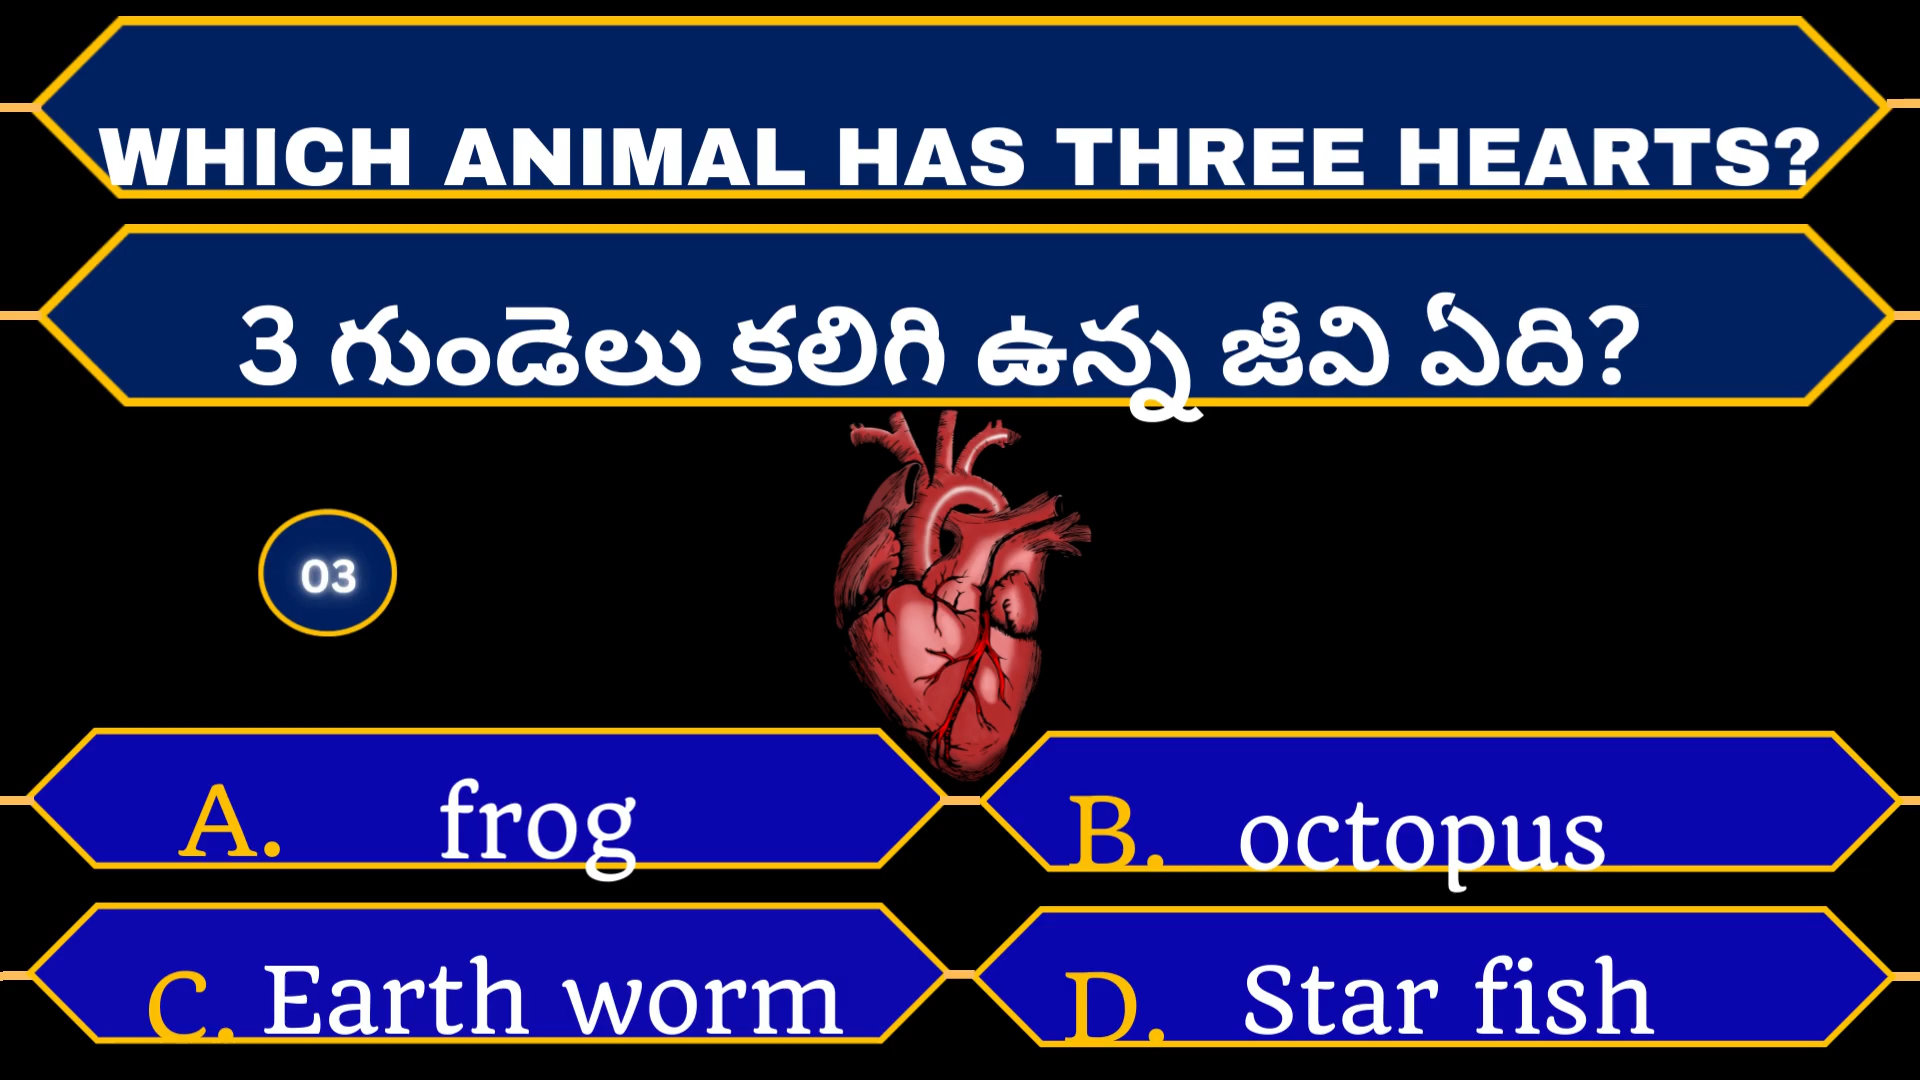 WHICH ANIMAL HAS THREE HEARTS?
3 గుండెలు కలిగి ఉన్న జీవి ఏది?
03
A. frog
B. octopus
C. Earth worm
D. Star fish